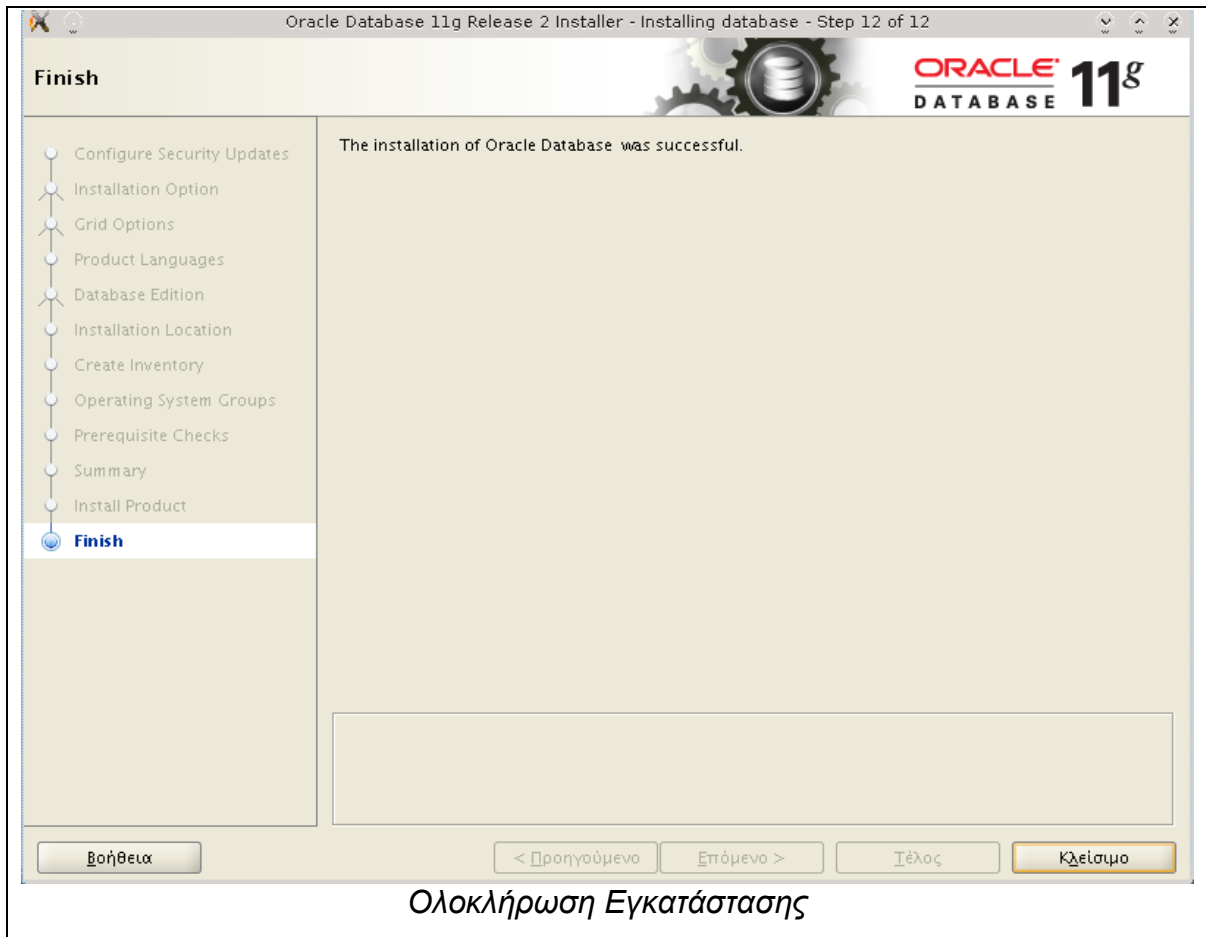 Oracle Database 11g Release 2 Installer - Installing database - Step 12 of 12
Finish
ORACLE
DATABASE
11g
Configure Security Updates
Installation Option
Grid Options
Product Languages
Database Edition
Installation Location
Create Inventory
Operating System Groups
Prerequisite Checks
Summary
Install Product
Finish
The installation of Oracle Database was successful.
Βοήθεια
< Προηγούμενο
Επόμενο >
Τέλος
Κλείσιμο
Ολοκλήρωση Εγκατάστασης